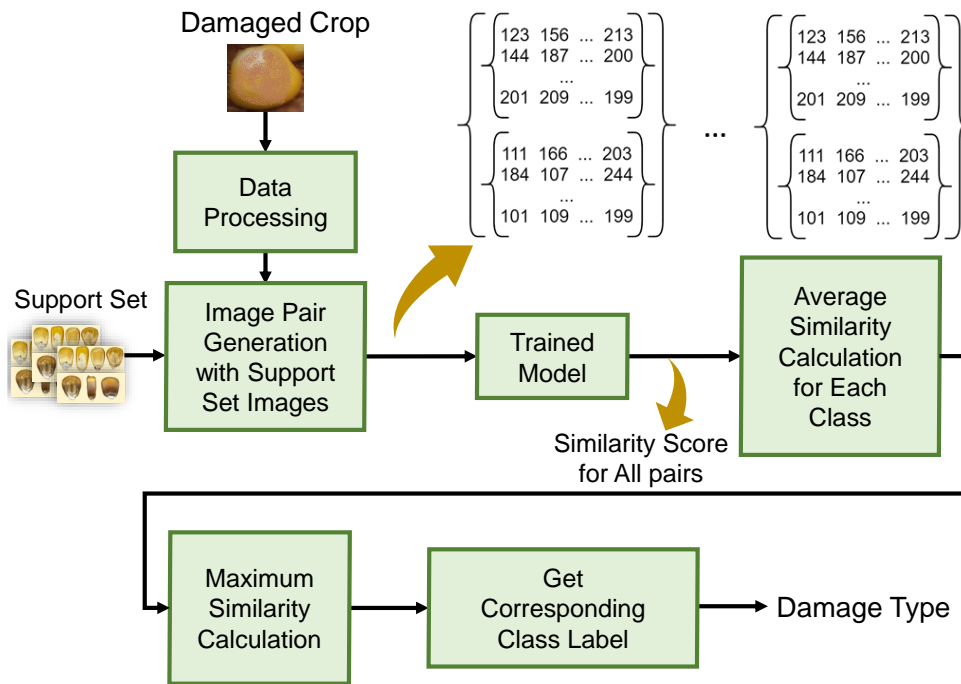 Damaged Crop
123 156 ... 213
144 187 ... 200
...
201 209 ... 199
111 166 ... 203
184 107 ... 244
...
101 109 ... 199
...
123 156 ... 213
144 187 ... 200
...
201 209 ... 199
111 166 ... 203
184 107 ... 244
...
101 109 ... 199
Data
Processing
Support Set
Image Pair
Generation
with Support
Set Images
Trained
Model
Similarity Score
for All pairs
Average
Similarity
Calculation
for Each
Class
Maximum
Similarity
Calculation
Get
Corresponding
Class Label
Damage Type